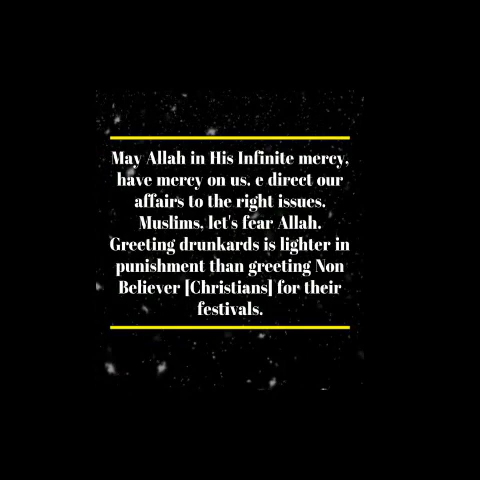 May Allah in His Infinite mercy,
have mercy on us. e direct our
affairs to the right issues.
Muslims, let's fear Allah.
Greeting drunkards is lighter in
punishment than greeting Non
Believer [Christians] for their
festivals.